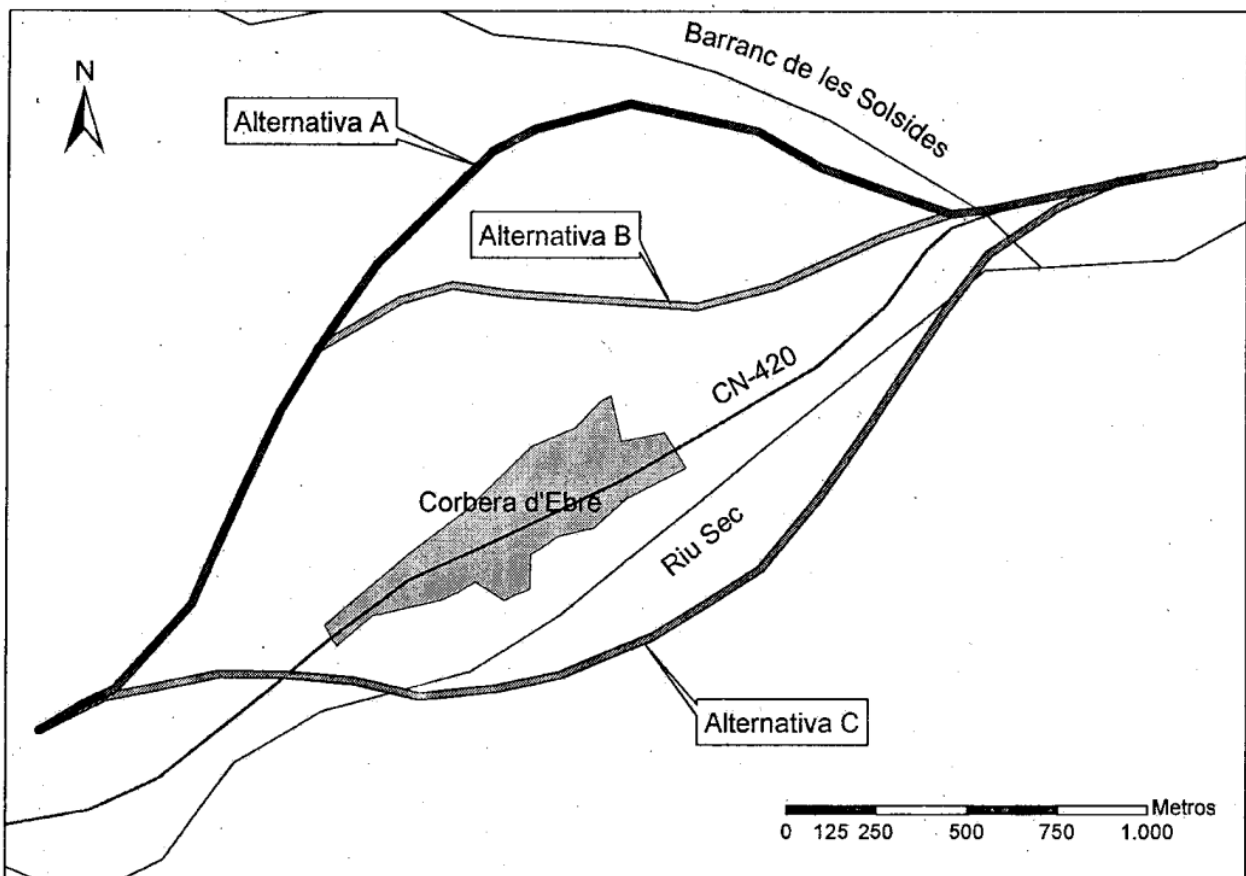 Barranc de les Solsides
N
Alternativa A
Alternativa B
CN-420
Corbera d'Ebre
Riu Sec
Alternativa C
Metros
0 125 250 500 750 1.000